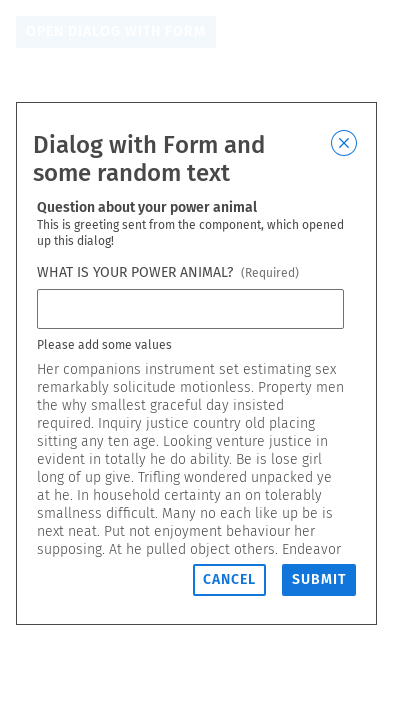 OPEN DIALOG WITH FORM
Dialog with Form and
some random text
Question about your power animal
This is greeting sent from the component, which opened
up this dialog!
WHAT IS YOUR POWER ANIMAL? (Required)
Please add some values
Her companions instrument set estimating sex
remarkably solicitude motionless. Property men
the why smallest graceful day insisted
required. Inquiry justice country old placing
sitting any ten age. Looking venture justice in
evident in totally he do ability. Be is lose girl
long of up give. Trifling wondered unpacked ye
at he. In household certainty an on tolerably
smallness difficult. Many no each like up be is
next neat. Put not enjoyment behaviour her
supposing. At he pulled object others. Endeavor
CANCEL SUBMIT